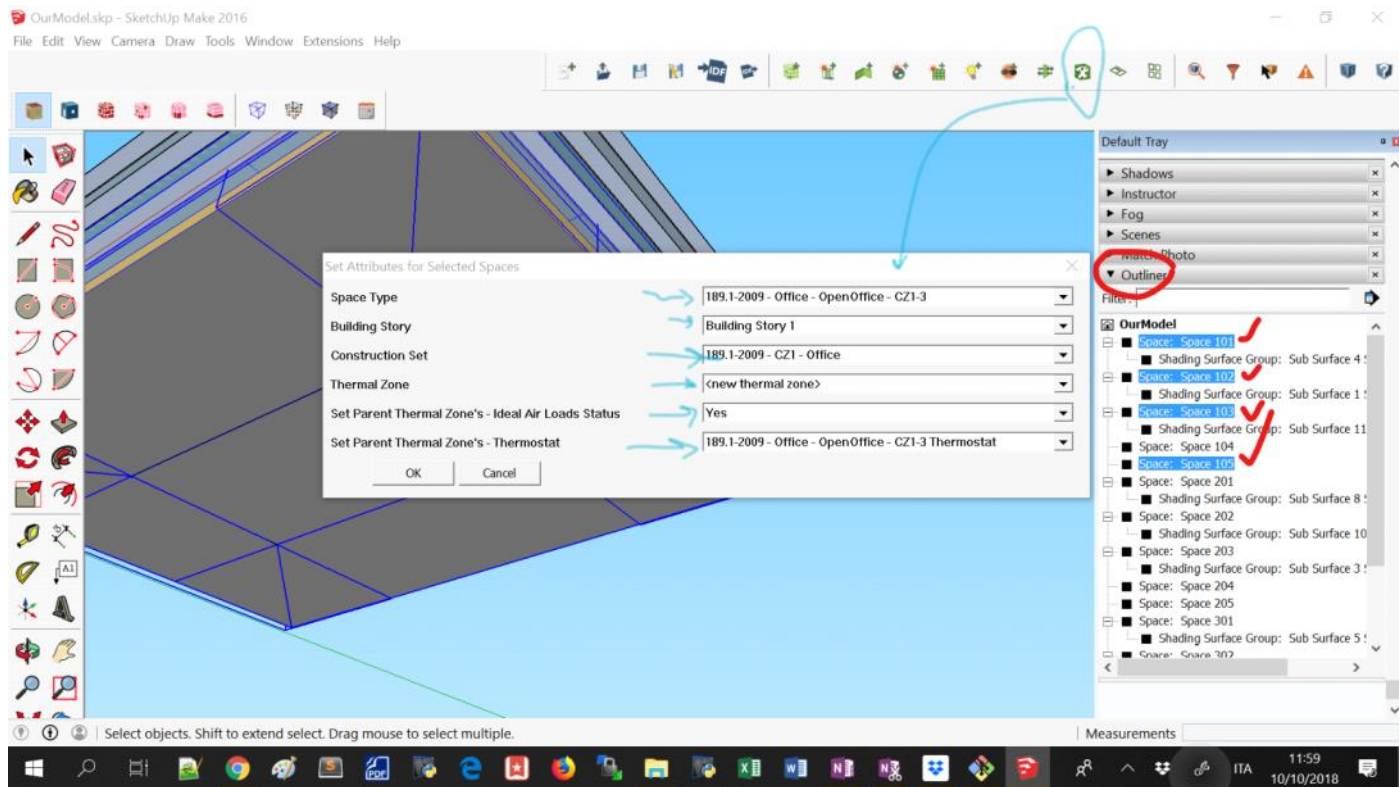 OurModel.skp - SketchUp Make 2016
File Edit View Camera Draw Tools Window Extensions Help
IDF
Default Tray
Shadows
Instructor
Fog
Scenes
Match Photo
Outliner
Filter:
OurModel
Space: Space 101
Shading Surface Group: Sub Surface 4
Space: Space 102
Shading Surface Group: Sub Surface 1
Space: Space 103
Shading Surface Group: Sub Surface 11
Space: Space 104
Space: Space 105
Space: Space 201
Shading Surface Group: Sub Surface 8
Space: Space 202
Shading Surface Group: Sub Surface 10
Space: Space 203
Shading Surface Group: Sub Surface 3
Space: Space 204
Space: Space 205
Space: Space 301
Shading Surface Group: Sub Surface 5
Space: Space 302
Set Attributes for Selected Spaces
Space Type 189.1-2009 - Office - OpenOffice - CZ1-3
Building Story Building Story 1
Construction Set 189.1-2009 - CZ1 - Office
Thermal Zone <new thermal zone>
Set Parent Thermal Zone's - Ideal Air Loads Status Yes
Set Parent Thermal Zone's - Thermostat 189.1-2009 - Office - OpenOffice - CZ1-3 Thermostat
OK Cancel
A1
Select objects. Shift to extend select. Drag mouse to select multiple.
Measurements
PDF
ITA
11:59
10/10/2018